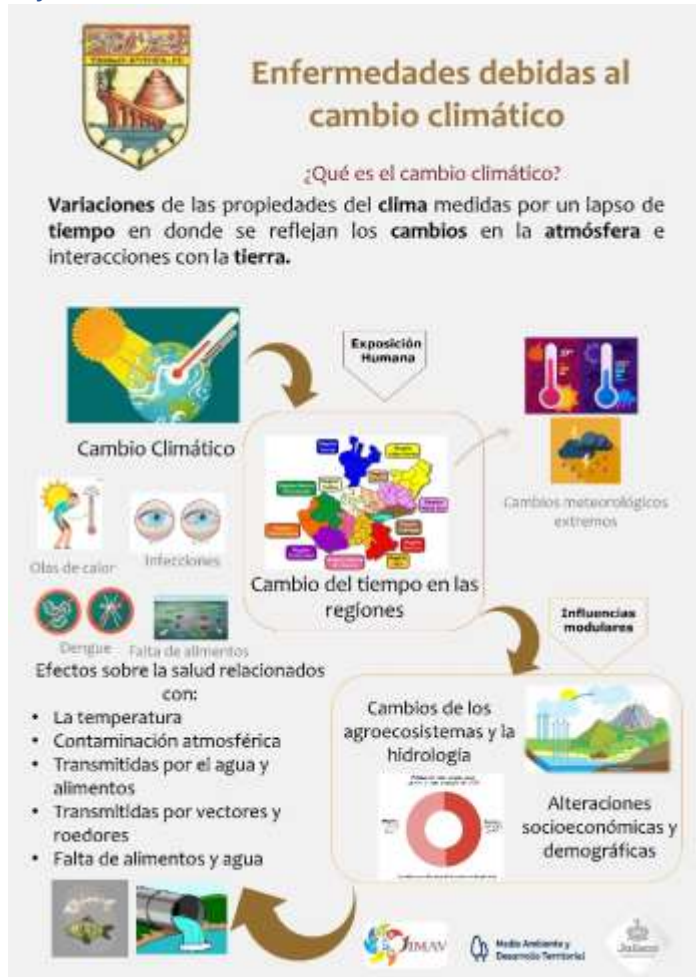 Enfermedades debidas al
cambio climático
¿Qué es el cambio climático?
Variaciones de las propiedades del clima medidas por un lapso de
tiempo en donde se reflejan los cambios en la atmósfera e
interacciones con la tierra.
Exposición
Humana
Cambio Climático
Cambios meteorológicos
extremos
Olas de calor
Infecciones
Cambio del tiempo en las
regiones
Dengue
Falta de alimentos
Influencias
modulares
Efectos sobre la salud relacionados
con:
• La temperatura
• Contaminación atmosférica
• Transmitidas por el agua y
alimentos
• Transmitidas por vectores y
roedores
• Falta de alimentos y agua
Cambios de los
agroecosistemas y la
hidrología
Alteraciones
socioeconómicas y
demográficas
JIMAV
Medio Ambiente y
Desarrollo Territorial
Jalisco